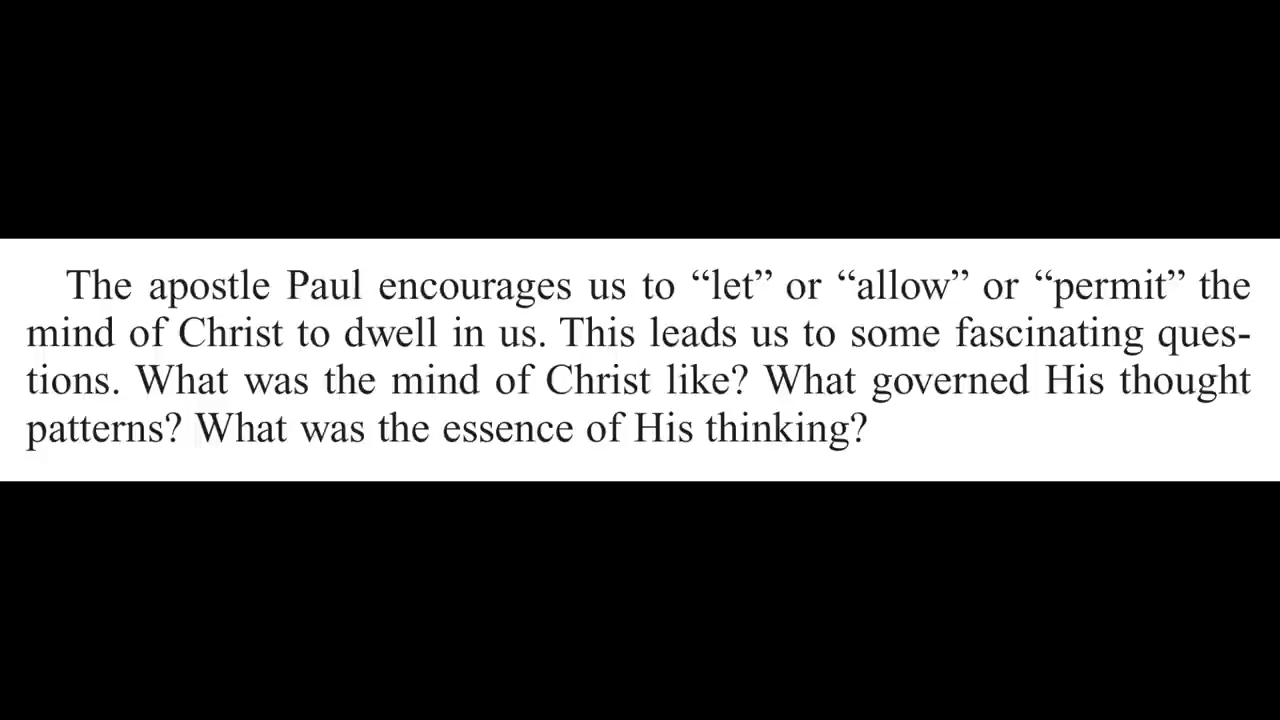 The apostle Paul encourages us to “let” or “allow” or “permit” the
mind of Christ to dwell in us. This leads us to some fascinating ques-
tions. What was the mind of Christ like? What governed His thought
patterns? What was the essence of His thinking?